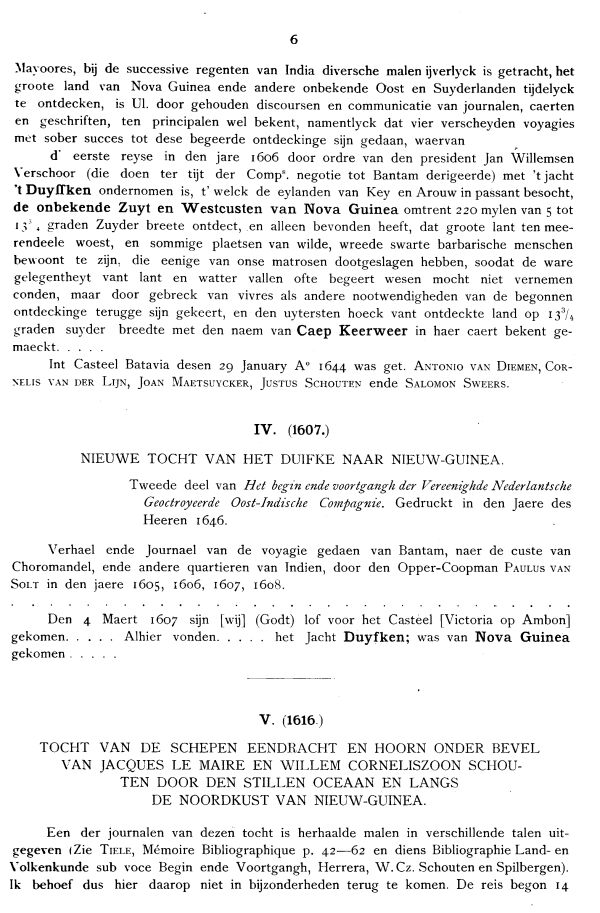 6
Mayoores, bij de successive regenten van India diversche malen ijverlyck is getracht, het
groote land van Nova Guinea ende andere onbekende Oost en Suyderlanden tijdelyck
te ontdecken, is Ul. door gehouden discoursen en communicatie van journalen, caerten
en geschriften, ten principalen wel bekent, namentlyck dat vier verscheyden voyagies
met sober succes tot dese begeerde ontdeckinge sijn gedaan, waervan
d' eerste reyse in den jare 1606 door ordre van den president Jan Willemsen
Verschoor (die doen ter tijt der Compe. negotie tot Bantam derigeerde) met 't jacht
't Duyffken ondernomen is, t' welck de eylanden van Key en Arouw in passant besocht,
de onbekende Zuyt en Westcusten van Nova Guinea omtrent 220 mylen van 5 tot
13¾ graden Zuyder breete ontdect, en alleen bevonden heeft, dat groote lant ten mee-
rendeele woest, en sommige plaetsen van wilde, wreede swarte barbarische menschen
bewoont te zijn, die eenige van onse matrosen dootgeslagen hebben, soodat de ware
gelegentheyt vant lant en watter vallen ofte begeert wesen mocht niet vernemen
conden, maar door gebreck van vivres als andere nootwendigheden van de begonnen
ontdeckinge terugge sijn gekeert, en den uytersten hoeck vant ontdeckte land op 13¾
graden suyder breedte met den naem van Caep Keerweer in haer caert bekent ge-
maeckt. . . . .
Int Casteel Batavia desen 29 January Ao 1644 was get. ANTONIO VAN DIEMEN, COR-
NELIS VAN DER LIJN, JOAN MAETSUYCKER, JUSTUS SCHOUTEN ende SALOMON SWEERS.
IV. (1607.)
NIEUWE TOCHT VAN HET DUIFKE NAAR NIEUW-GUINEA.
Tweede deel van Het begin ende voortgangh der Vereenighde Nederlantsche
Geoctroyeerde Oost-Indische Compagnie. Gedruckt in den Jaere des
Heeren 1646.
Verhael ende Journael van de voyagie gedaen van Bantam, naer de custe van
Choromandel, ende andere quartieren van Indien, door den Opper-Coopman PAULUS VAN
SOLT in den jaere 1605, 1606, 1607, 1608.
. . . . . . . . . . . . . . . . . . . . . . . . . . . . .
Den 4 Maert 1607 sijn [wij] (Godt) lof voor het Casteel [Victoria op Ambon]
gekomen. . . . . Alhier vonden. . . . . het Jacht Duyfken; was van Nova Guinea
gekomen . . . . .
V. (1616.)
TOCHT VAN DE SCHEPEN EENDRACHT EN HOORN ONDER BEVEL
VAN JACQUES LE MAIRE EN WILLEM CORNELISZOON SCHOU-
TEN DOOR DEN STILLEN OCEAAN EN LANGS
DE NOORDKUST VAN NIEUW-GUINEA.
Een der journalen van dezen tocht is herhaalde malen in verschillende talen uit-
gegeven (Zie TIELE, Mémoire Bibliographique p. 42—62 en diens Bibliographie Land- en
Volkenkunde sub voce Begin ende Voortgangh, Herrera, W. Cz. Schouten en Spilbergen).
Ik behoef dus hier daarop niet in bijzonderheden terug te komen. De reis begon 14